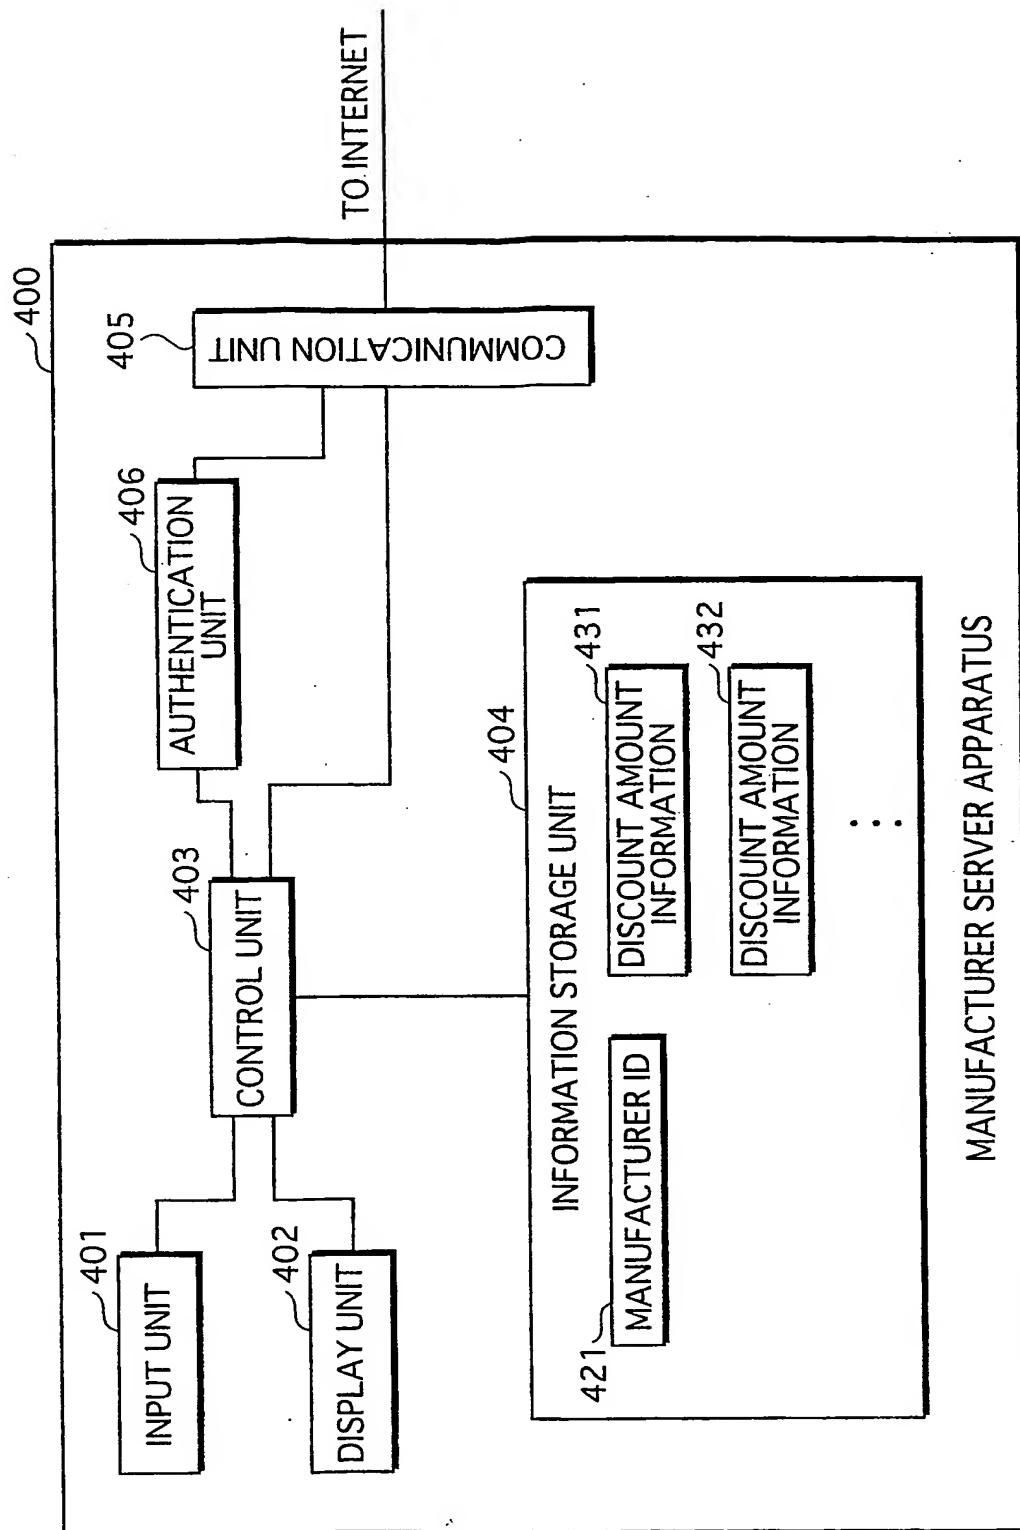 400
401
INPUT UNIT
402
DISPLAY UNIT
403
CONTROL UNIT
406
AUTHENTICATION
UNIT
405
COMMUNICATION UNIT
TO INTERNET
404
INFORMATION STORAGE UNIT
421
MANUFACTURER ID
431
DISCOUNT AMOUNT
INFORMATION
432
DISCOUNT AMOUNT
INFORMATION
...
MANUFACTURER SERVER APPARATUS